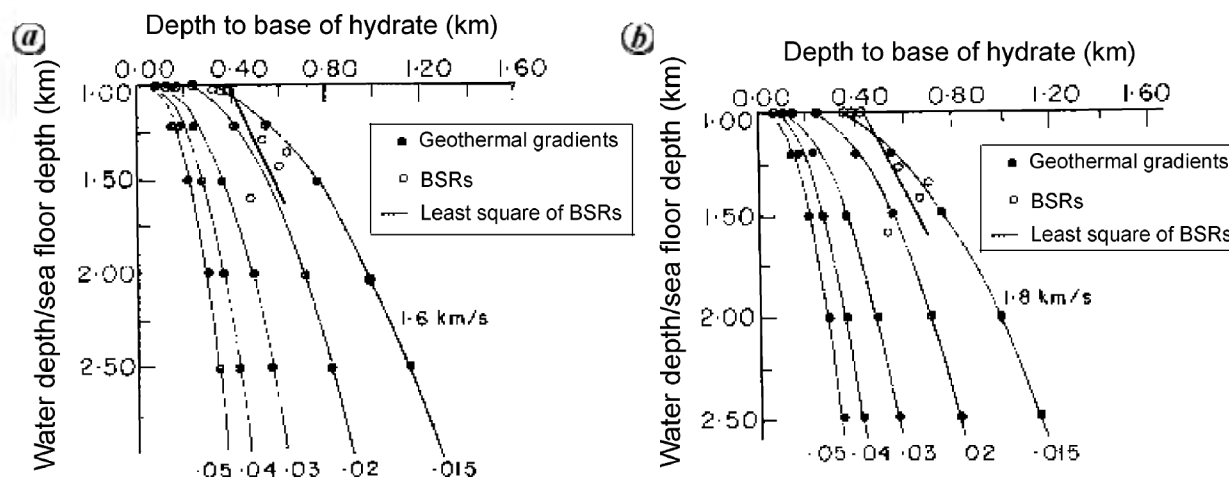 a
Depth to base of hydrate (km)
0.00 0.40 0.80 1.20 1.60
Water depth/sea floor depth (km)
1.00
1.50
2.00
2.50
Geothermal gradients
BSRs
Least square of BSRs
1.6 km/s
.05 .04 .03 .02 .015
b
Depth to base of hydrate (km)
0.00 0.40 0.80 1.20 1.60
Water depth/sea floor depth (km)
1.00
1.50
2.00
2.50
Geothermal gradients
BSRs
Least square of BSRs
1.8 km/s
.05 .04 .03 02 .015